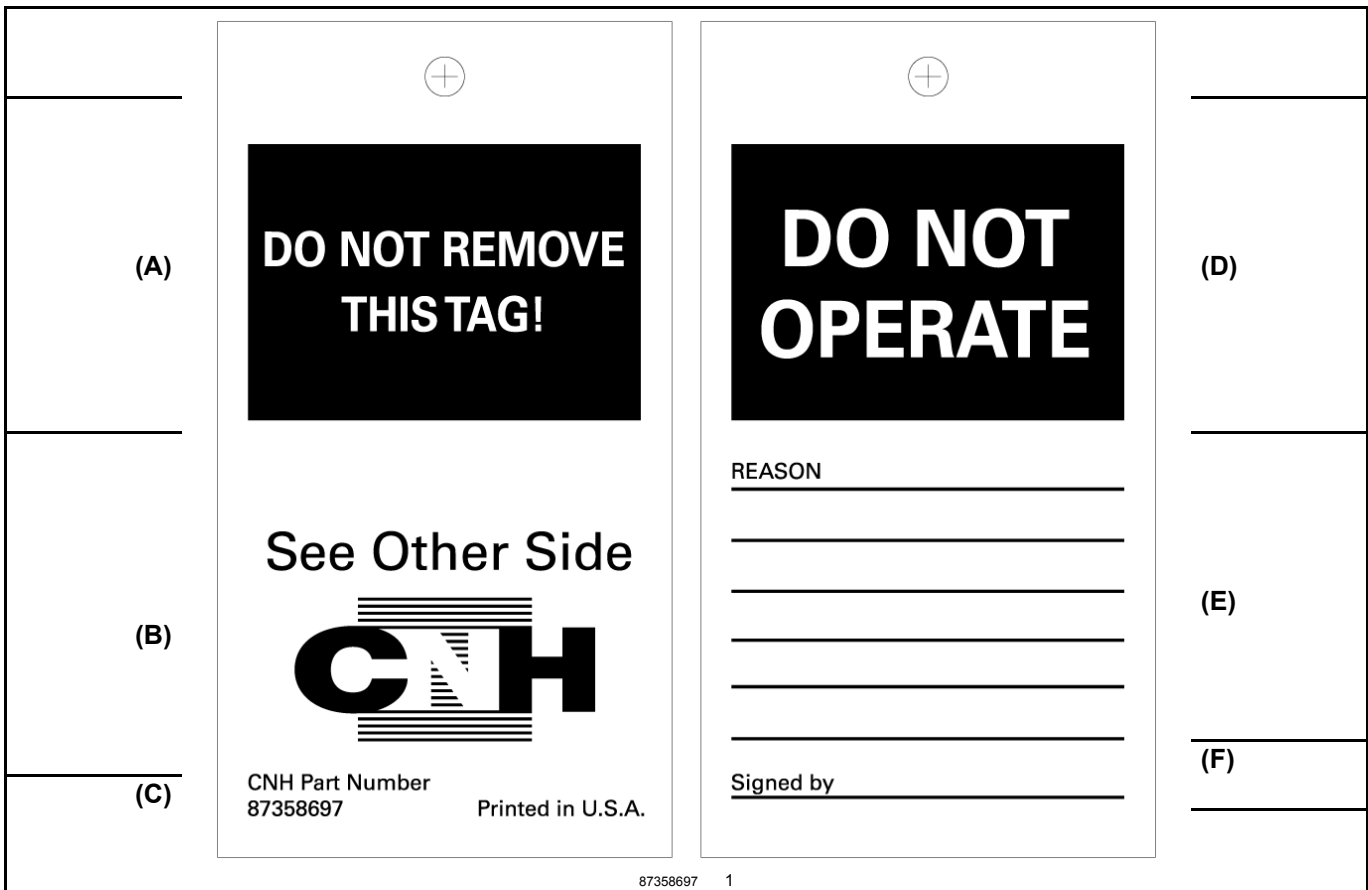 (A)
DO NOT REMOVE
THIS TAG!
(B)
See Other Side
CNH
(C)
CNH Part Number
87358697
Printed in U.S.A.
DO NOT
OPERATE
(D)
REASON
(E)
(F)
Signed by
87358697 1